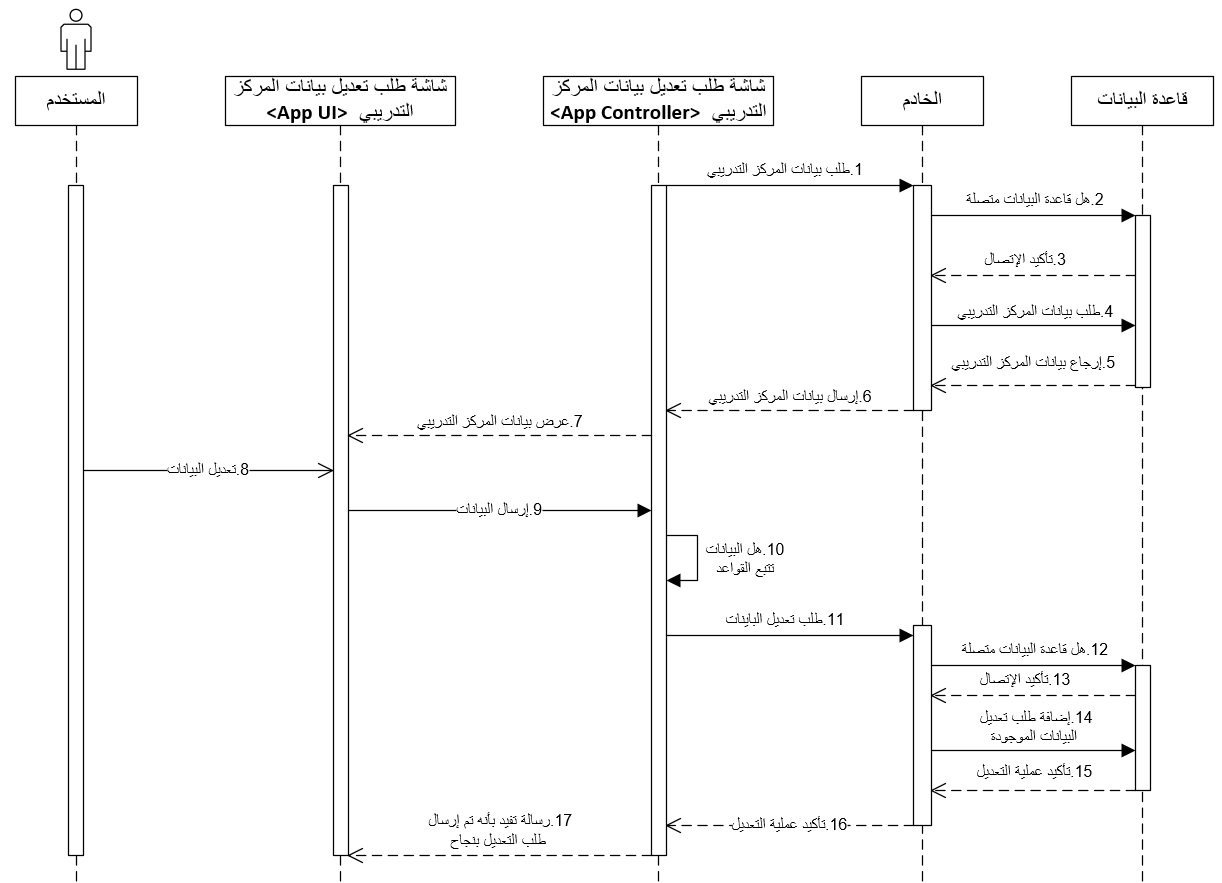 المستخدم
شاشة طلب تعديل بيانات المركز
التدريبي <App UI>
شاشة طلب تعديل بيانات المركز
التدريبي <App Controller>
الخادم
قاعدة البيانات
1.طلب بيانات المركز التدريبي
2.هل قاعدة البيانات متصلة
3.تأكيد الإتصال
4.طلب بيانات المركز التدريبي
5.إرجاع بيانات المركز التدريبي
6.إرسال بيانات المركز التدريبي
7.عرض بيانات المركز التدريبي
8.تعديل البيانات
9.إرسال البيانات
10.هل البيانات
تتبع القواعد
11.طلب تعديل الباينات
12.هل قاعدة البيانات متصلة
13.تأكيد الإتصال
14.إضافة طلب تعديل
البيانات الموجودة
15.تأكيد عملية التعديل
16.تأكيد عملية التعديل
17.رسالة تفيد بأنه تم إرسال
طلب التعديل بنجاح